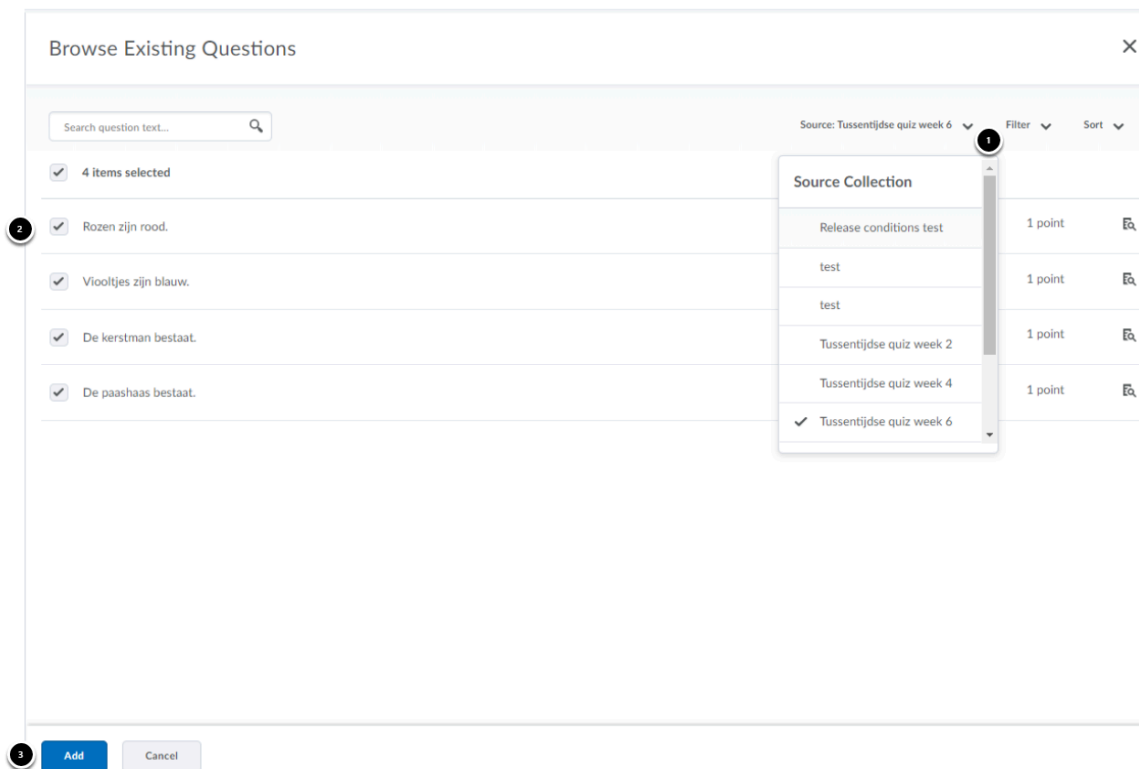 Browse Existing Questions
Search question text...
Source: Tussentijdse quiz week 6
Filter
Sort
1
4 items selected
Source Collection
2
Rozen zijn rood.
Release conditions test
1 point
Viooltjes zijn blauw.
test
1 point
test
De kerstman bestaat.
Tussentijdse quiz week 2
1 point
De paashaas bestaat.
Tussentijdse quiz week 4
1 point
Tussentijdse quiz week 6
3
Add
Cancel